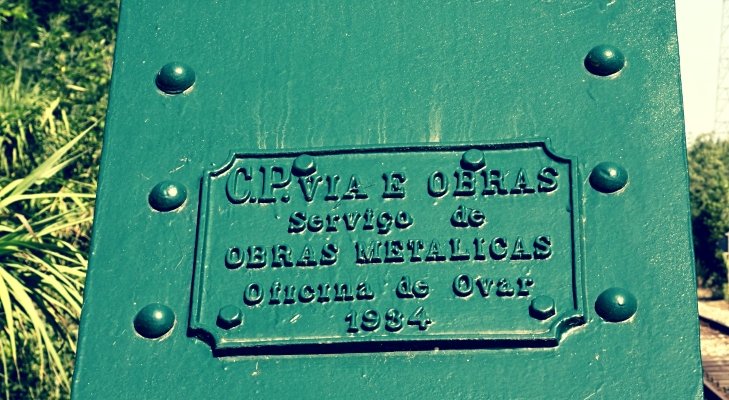 C.P. VIA E OBRAS
Serviço de
OBRAS METALICAS
Oficina de Ovar
1934